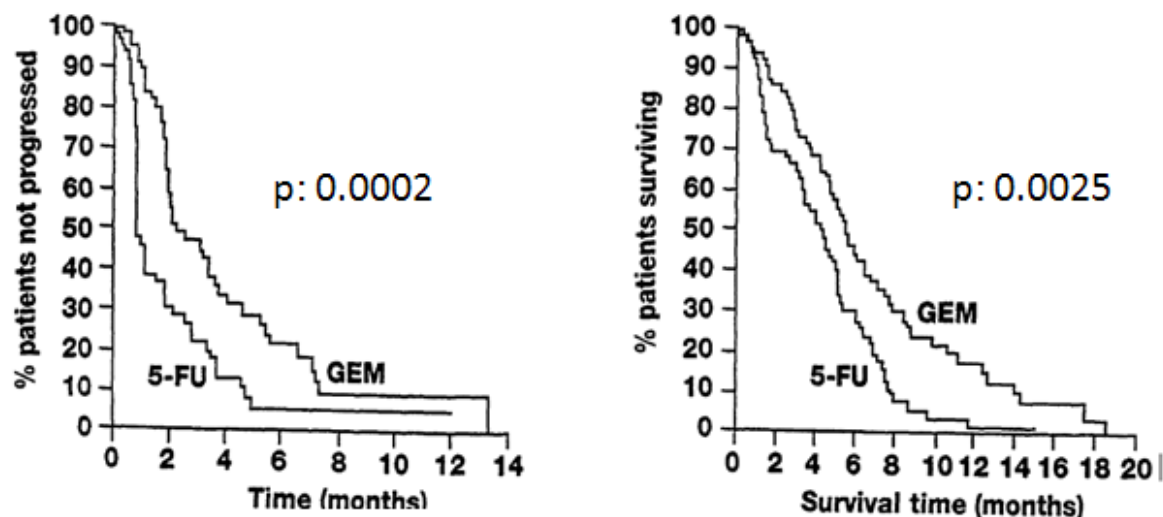 % patients not progressed
100
90
80
70
60
50
40
30
20
10
0
p: 0.0002
5-FU
GEM
0 2 4 6 8 10 12 14
Time (months)
% patients surviving
100
90
80
70
60
50
40
30
20
10
0
p: 0.0025
GEM
5-FU
0 2 4 6 8 10 12 14 16 18 20
Survival time (months)